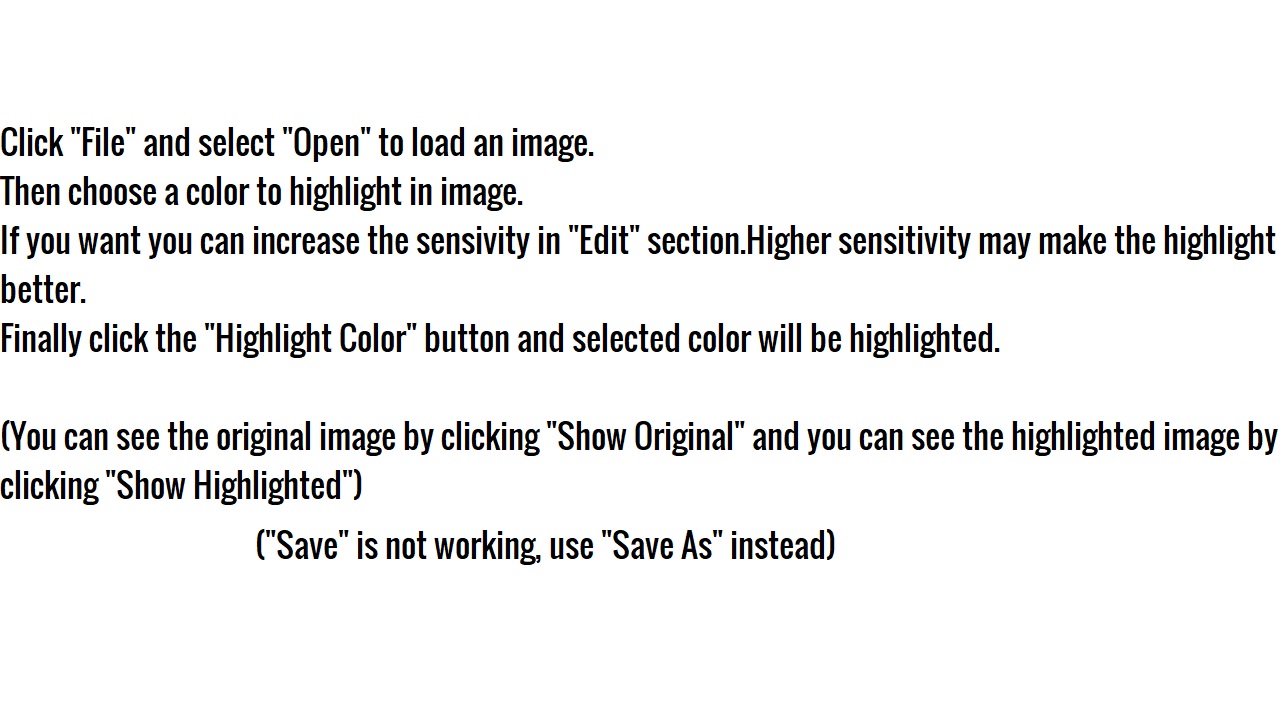 Click "File" and select "Open" to load an image.
Then choose a color to highlight in image.
If you want you can increase the sensivity in "Edit" section.Higher sensitivity may make the highlight
better.
Finally click the "Highlight Color" button and selected color will be highlighted.
(You can see the original image by clicking "Show Original" and you can see the highlighted image by
clicking "Show Highlighted")
("Save" is not working, use "Save As" instead)